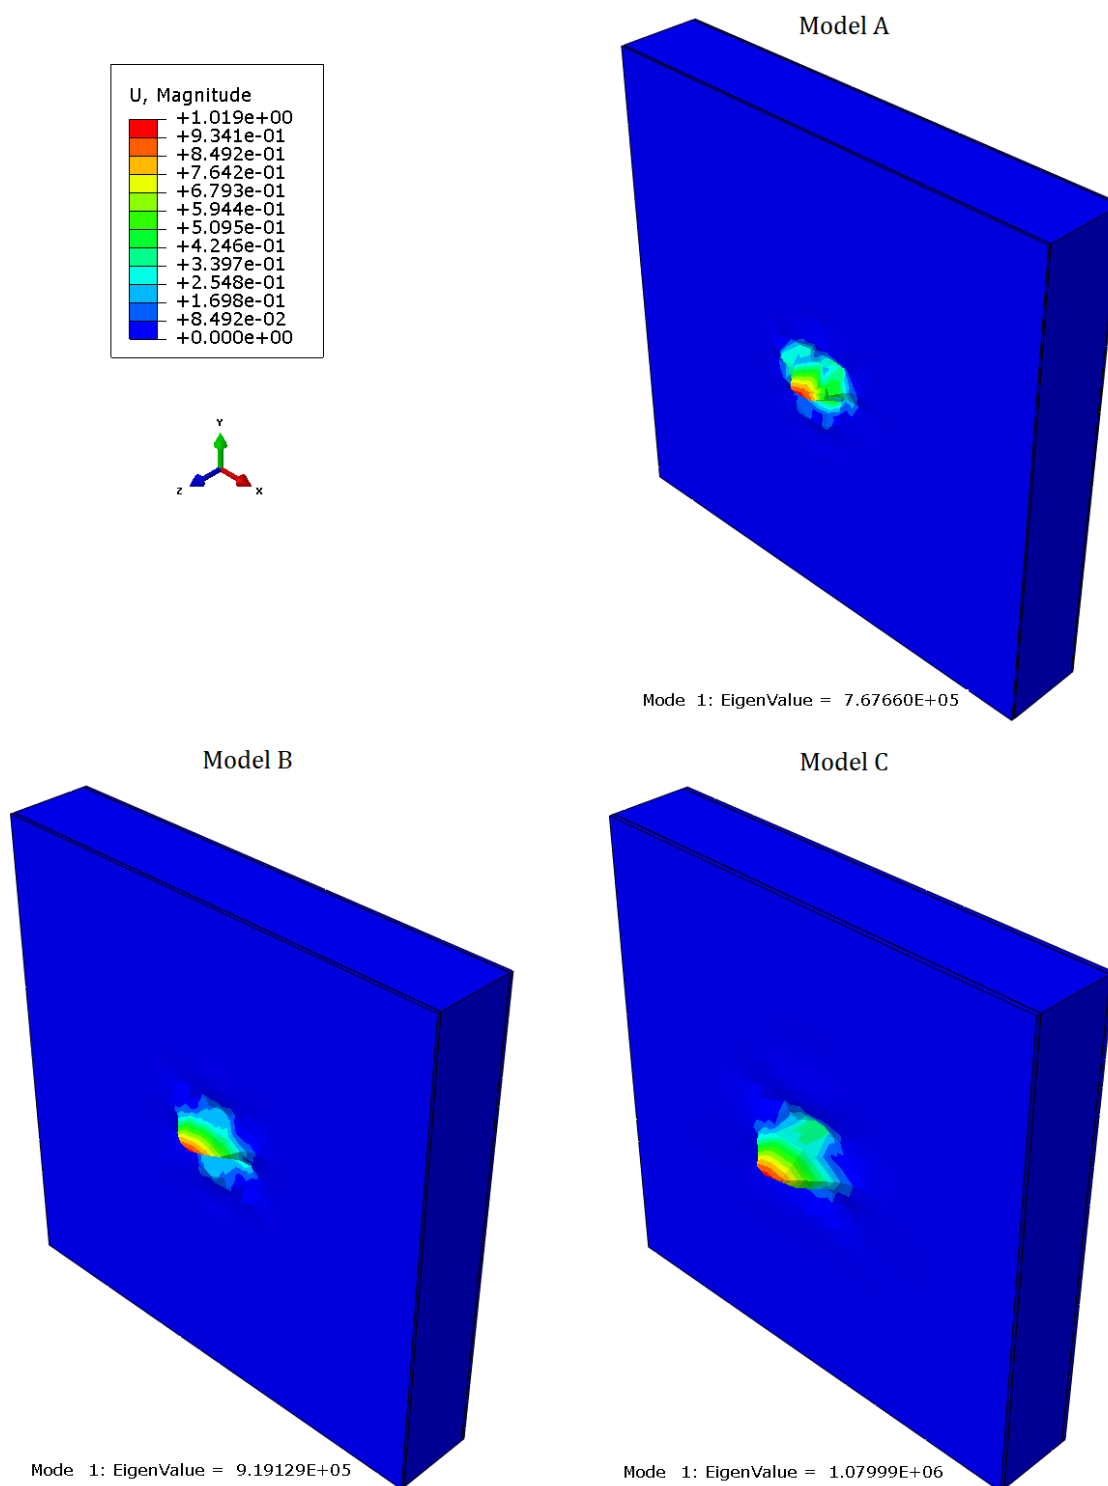 Model A
U, Magnitude
+1.019e+00
+9.341e-01
+8.492e-01
+7.642e-01
+6.793e-01
+5.944e-01
+5.095e-01
+4.246e-01
+3.397e-01
+2.548e-01
+1.698e-01
+8.492e-02
+0.000e+00
Y
Z
X
Mode 1: EigenValue = 7.67660E+05
Model B
Model C
Mode 1: EigenValue = 9.19129E+05
Mode 1: EigenValue = 1.07999E+06